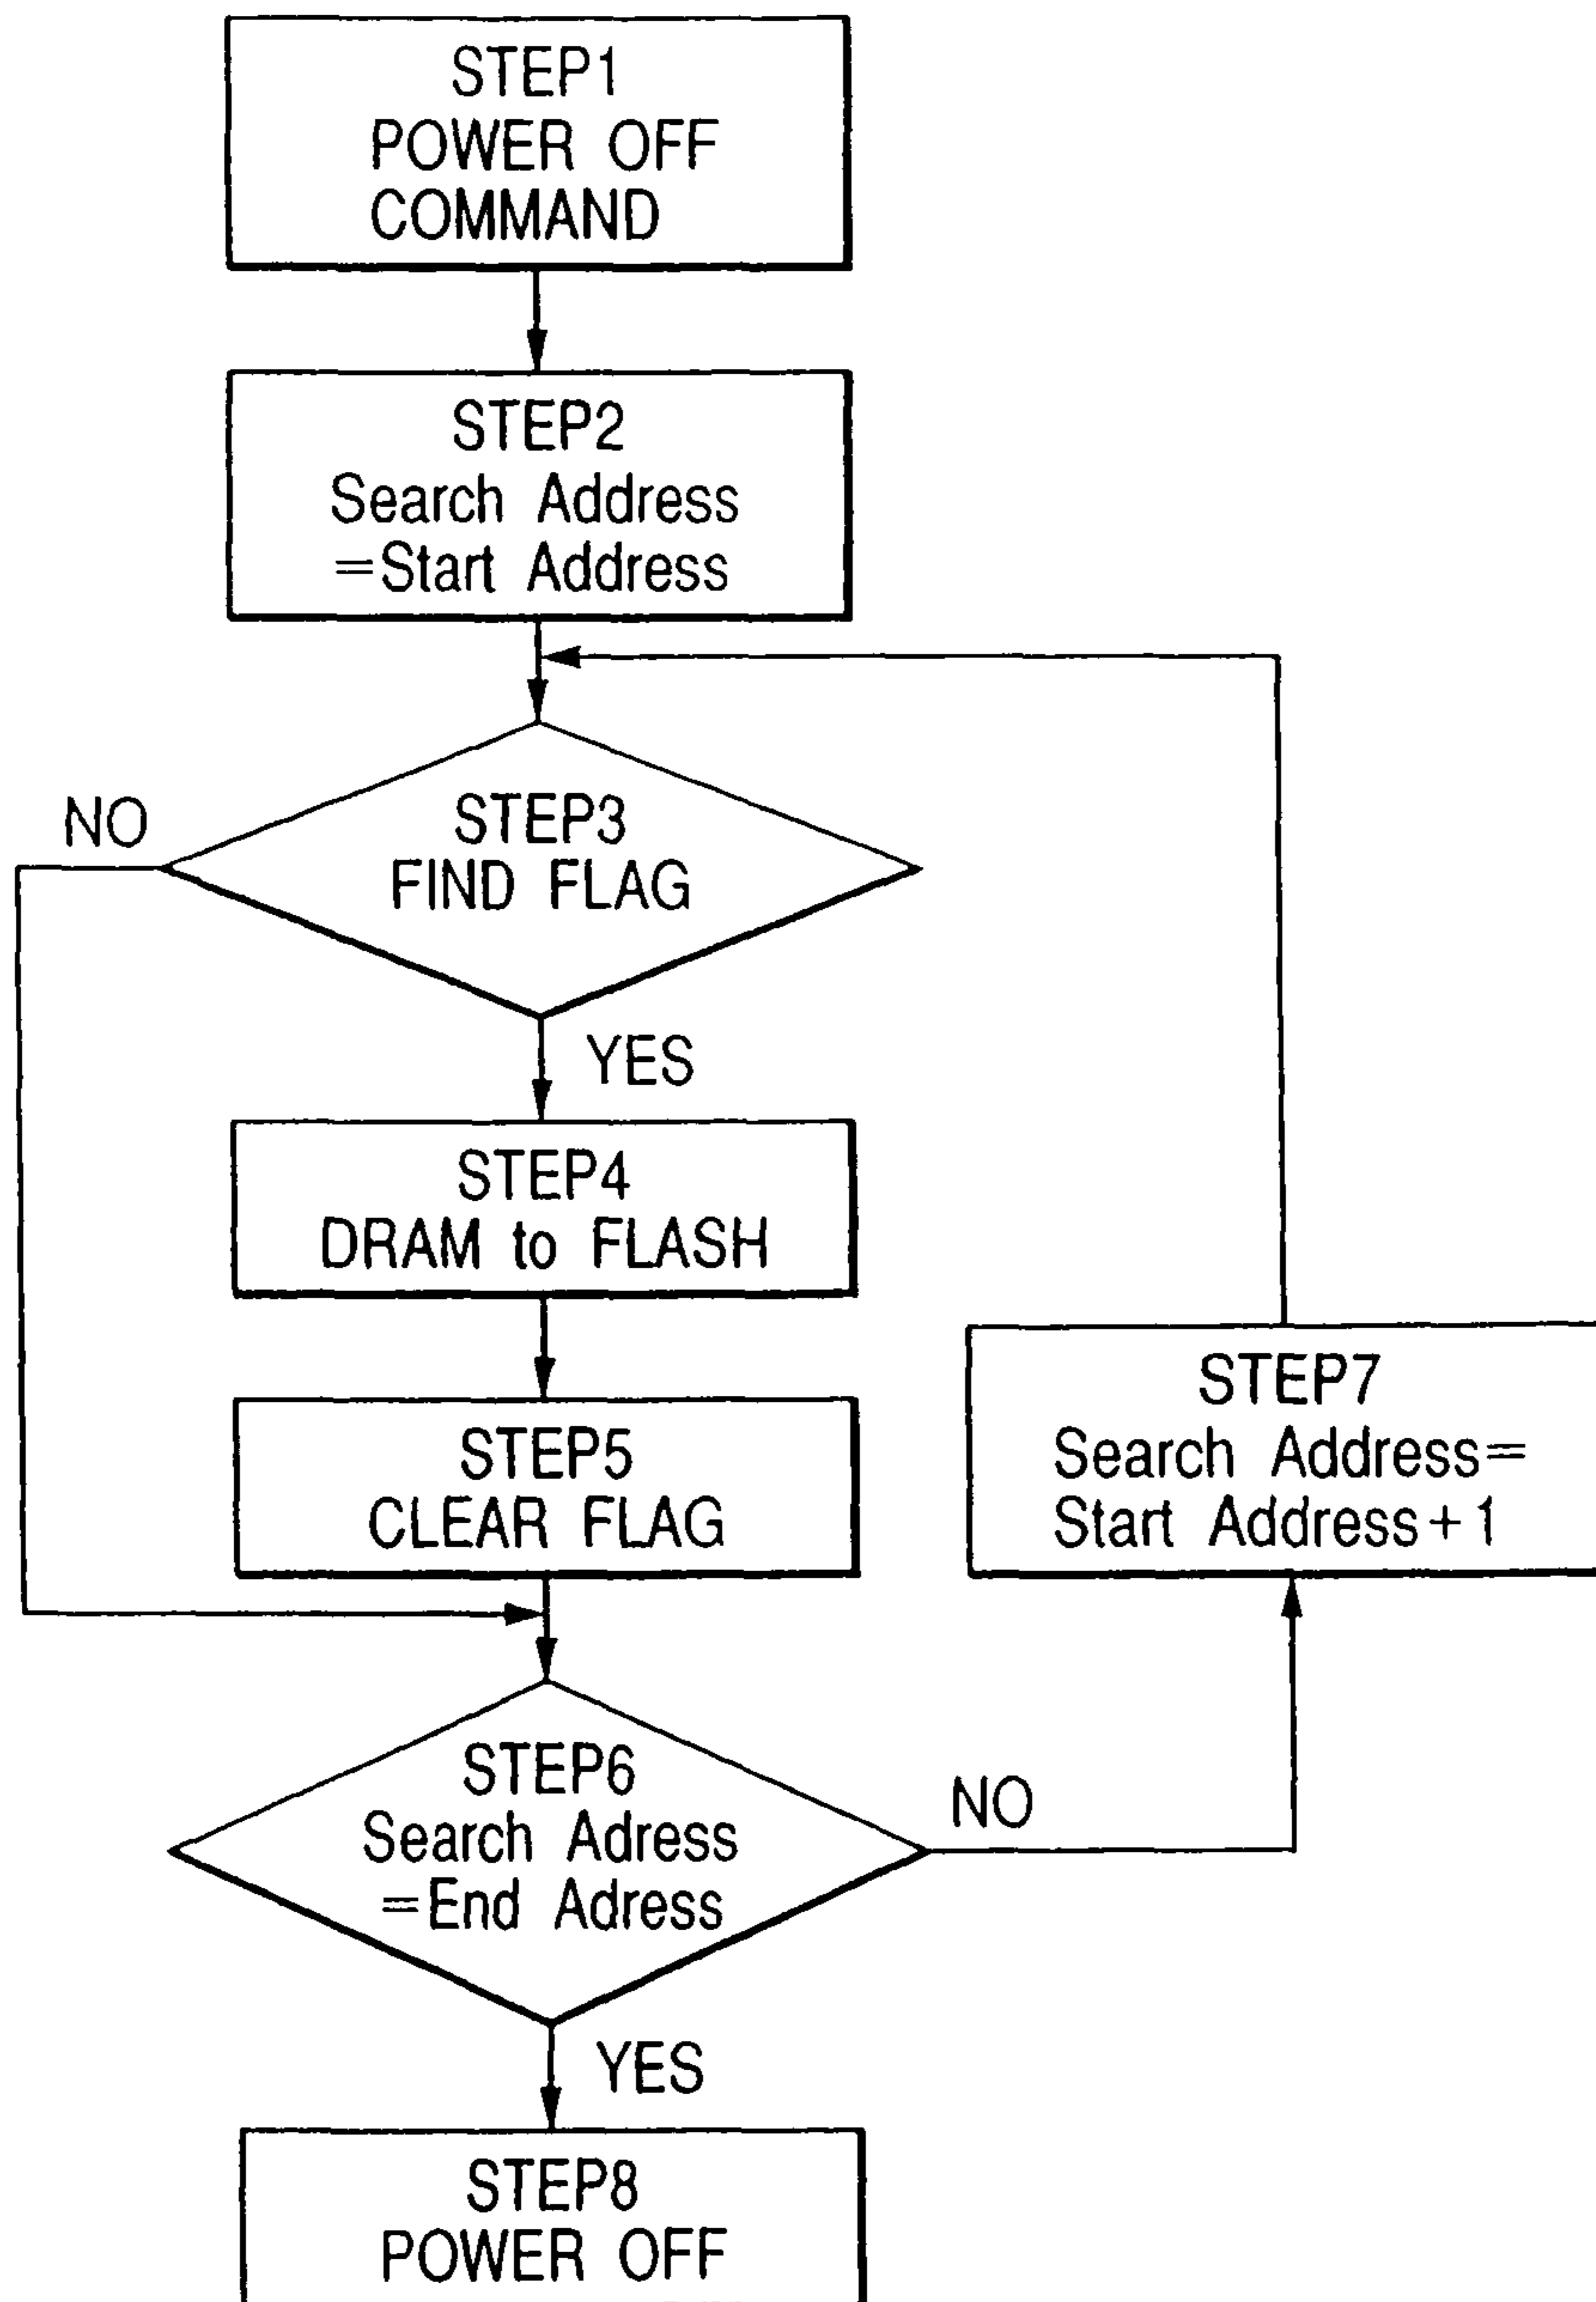 STEP1
POWER OFF
COMMAND
STEP2
Search Address
=Start Address
STEP3
FIND FLAG
NO
YES
STEP4
DRAM to FLASH
STEP5
CLEAR FLAG
STEP7
Search Address=
Start Address+1
STEP6
Search Adress
=End Adress
NO
YES
STEP8
POWER OFF